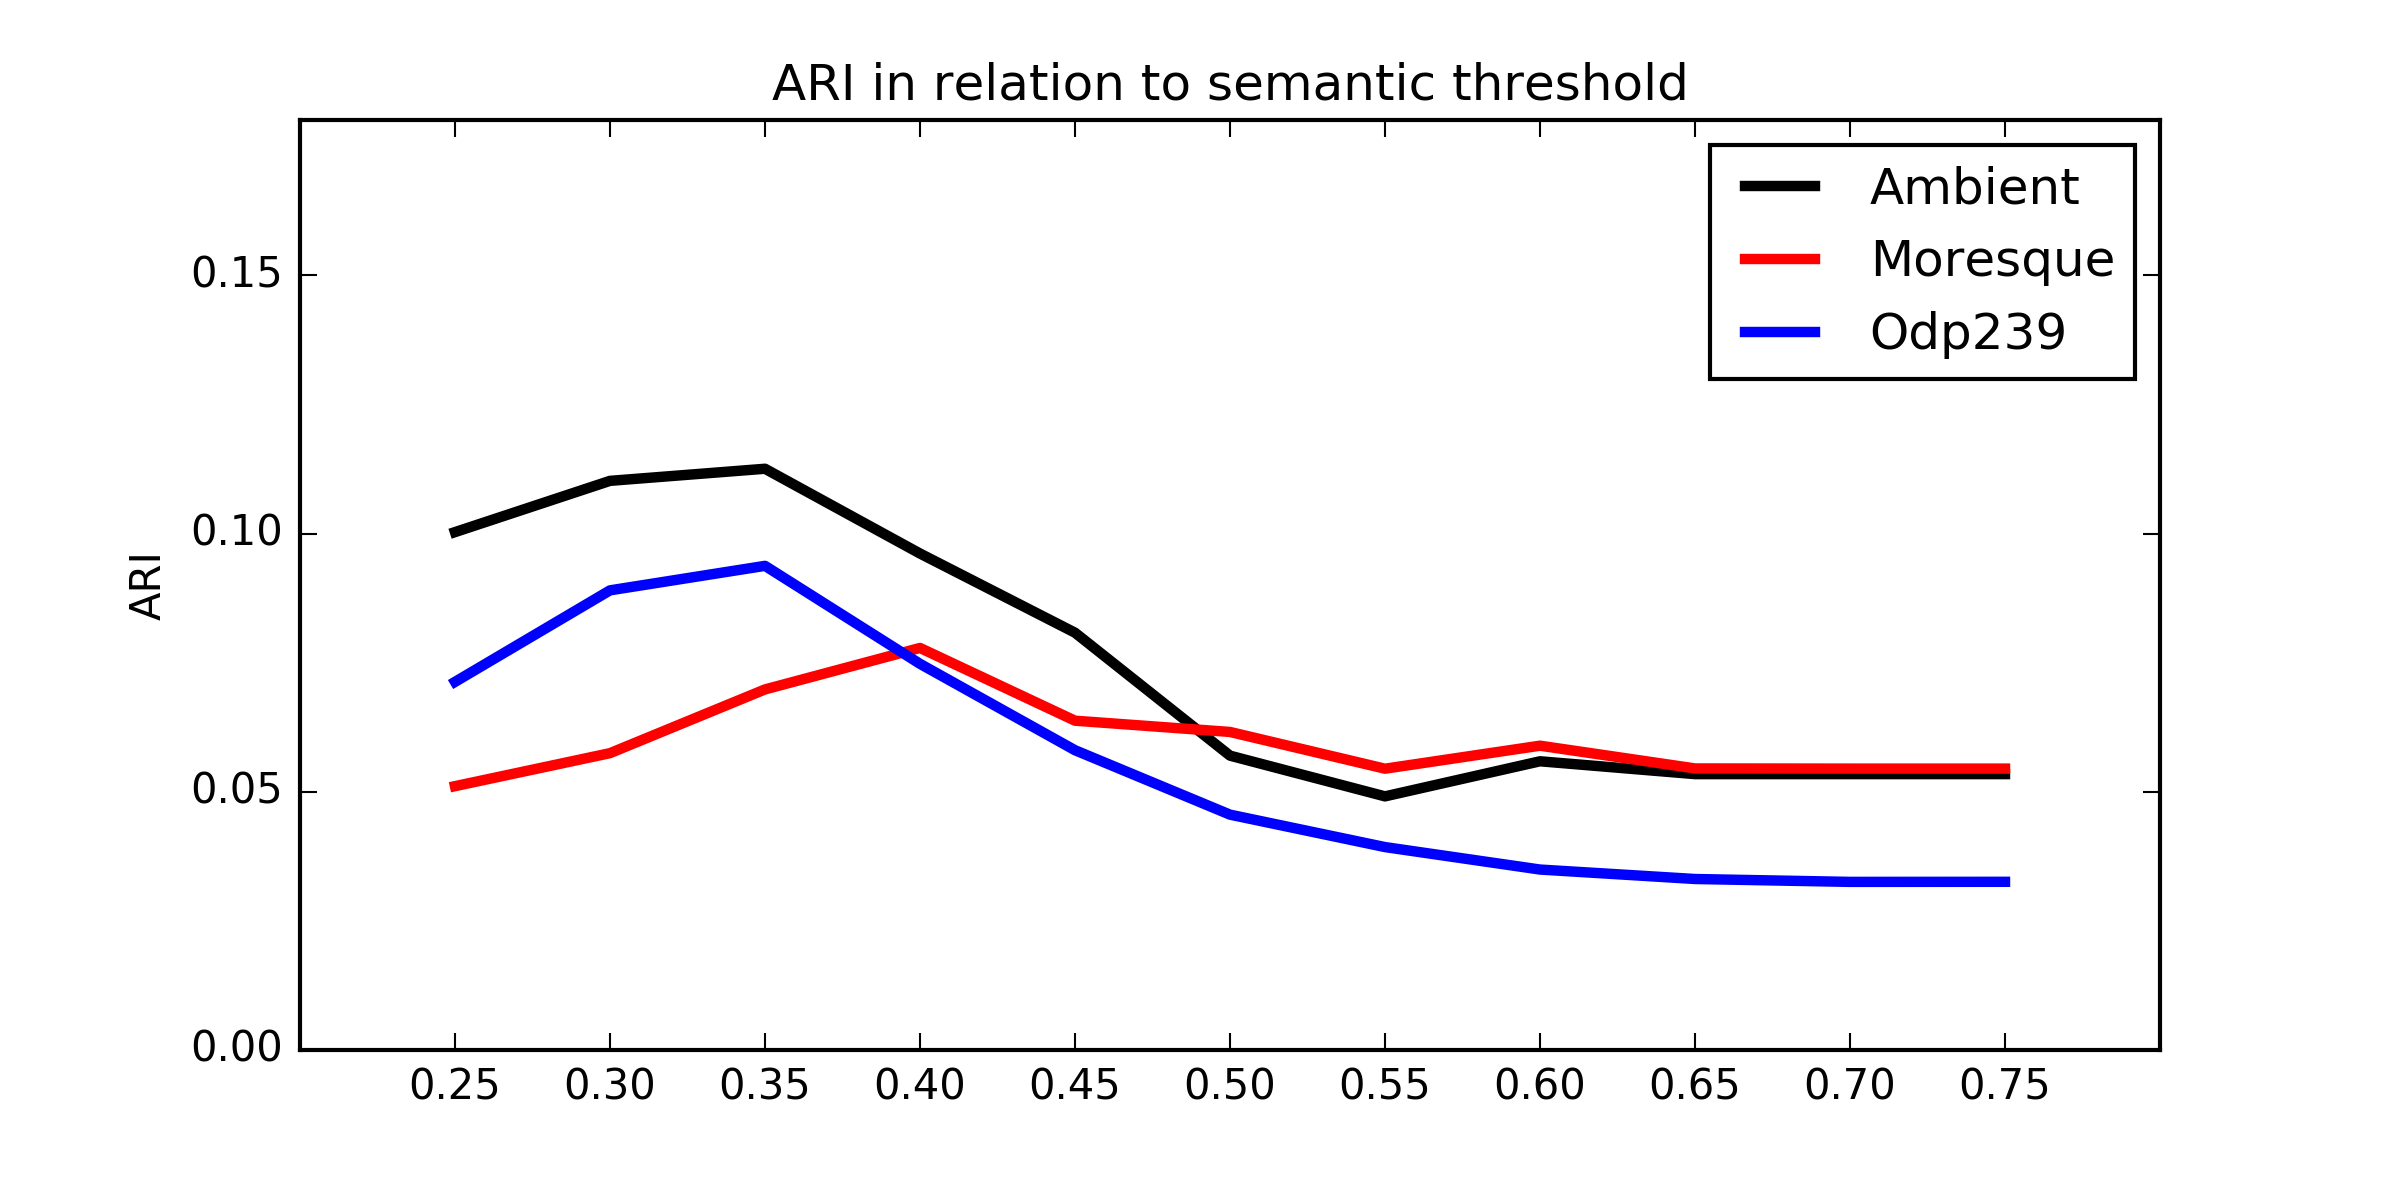 ARI in relation to semantic threshold
Ambient
Moresque
Odp239
0.15
0.10
0.05
0.00
ARI
0.25 0.30 0.35 0.40 0.45 0.50 0.55 0.60 0.65 0.70 0.75